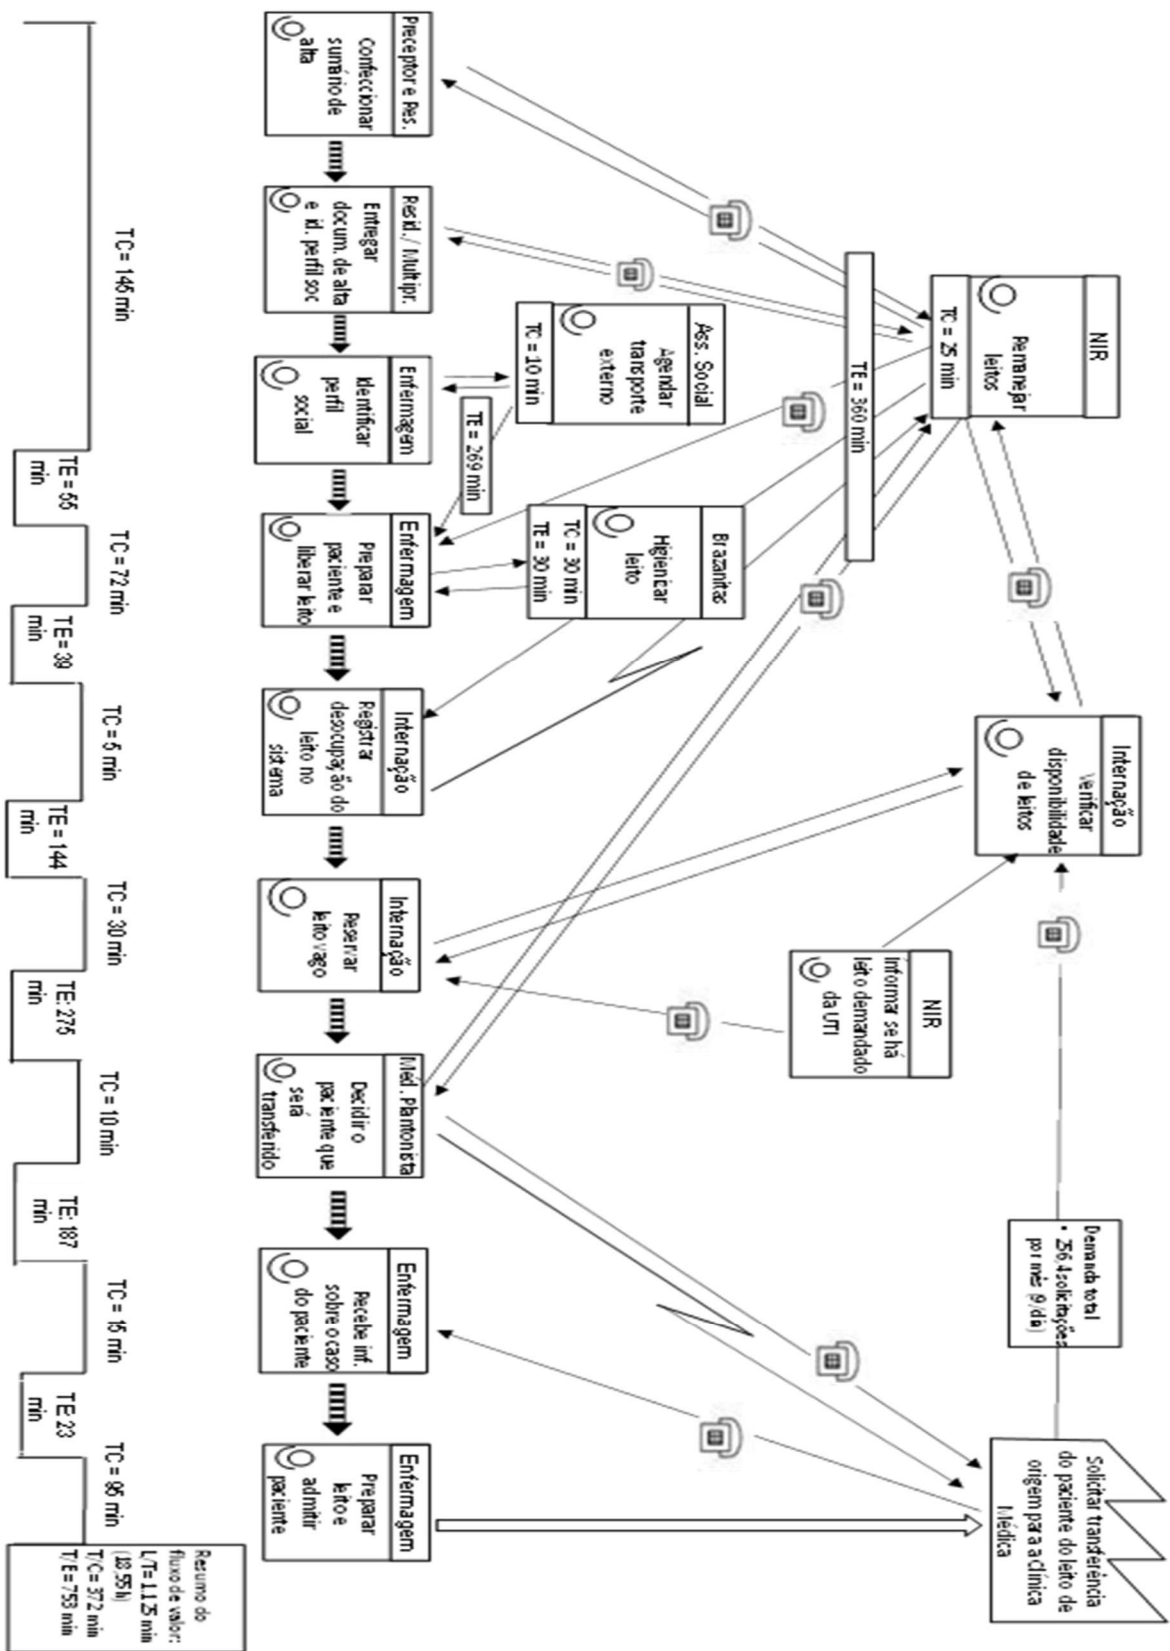 NIR
Remanejar
leitos
TC = 25 min
TE = 360 min
Internação
Verificar
disponibilidade
de leitos
NIR
Informar se há
leito demandado
da UTI
Demanda total
• 256,4 solicitações
por mês (9/dia)
Solicitar transferência
do paciente do leito de
origem para a Clínica
Médica
Ass. Social
Agendar
transporte
externo
TC = 10 min
TE = 269 min
Brazanitas
Higienizar
leito
TC = 30 min
TE = 30 min
Preceptor e Res.
Confeccionar
sumário de
alta
Resid./ Multipr.
Entregar
docum. de alta
e id. perfil soc
Enfermagem
Identificar
perfil
social
Enfermagem
Preparar
paciente e
liberar leito
Internação
Registrar
desocupação do
leito no
sistema
Internação
Reservar
leito vago
Med. Plantonista
Decidir o
paciente que
será
transferido
Enfermagem
Recebe inf.
sobre o caso
do paciente
Enfermagem
Preparar
leito e
admitir
paciente
TC = 145 min
TE = 55
min
TC = 72 min
TE = 39
min
TC = 5 min
TE = 144
min
TC = 30 min
TE: 275
min
TC = 10 min
TE: 187
min
TC = 15 min
TE: 23
min
TC = 95 min
Resumo do
fluxo de valor:
L/T= 1.125 min
(18,55h)
T/C= 372 min
T/E= 753 min